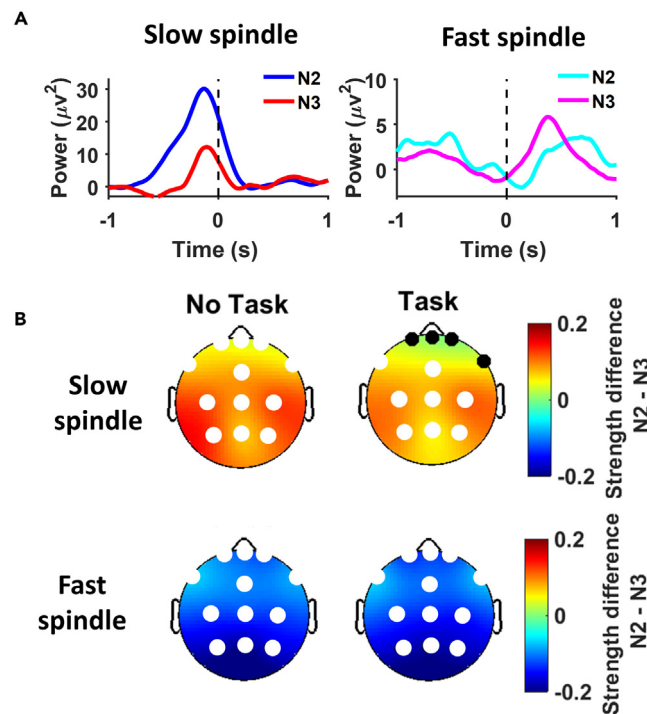 A
Slow spindle
Fast spindle
Power (μv²)
30
20
10
0
N2
N3
-1
0
1
Time (s)
Power (μv²)
10
5
0
N2
N3
-1
0
1
Time (s)
B
No Task
Task
Slow
spindle
0.2
0
-0.2
Strength difference
N2 - N3
Fast
spindle
0.2
0
-0.2
Strength difference
N2 - N3